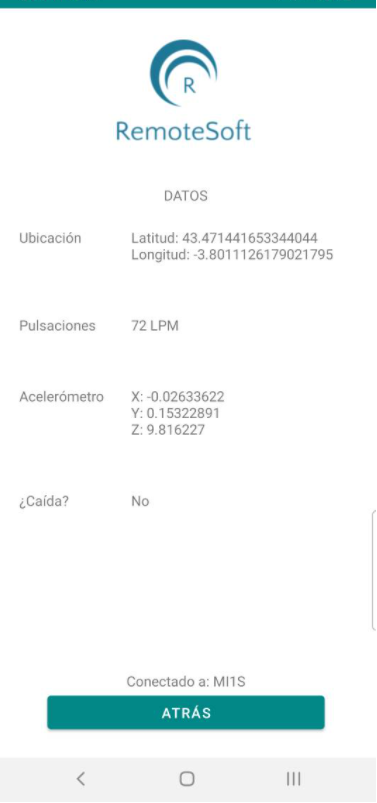 R
RemoteSoft
DATOS
Ubicación
Latitud: 43.471441653344044
Longitud: -3.8011126179021795
Pulsaciones
72 LPM
Acelerómetro
X: -0.02633622
Y: 0.15322891
Z: 9.816227
¿Caída?
No
Conectado a: MI1S
ATRÁS